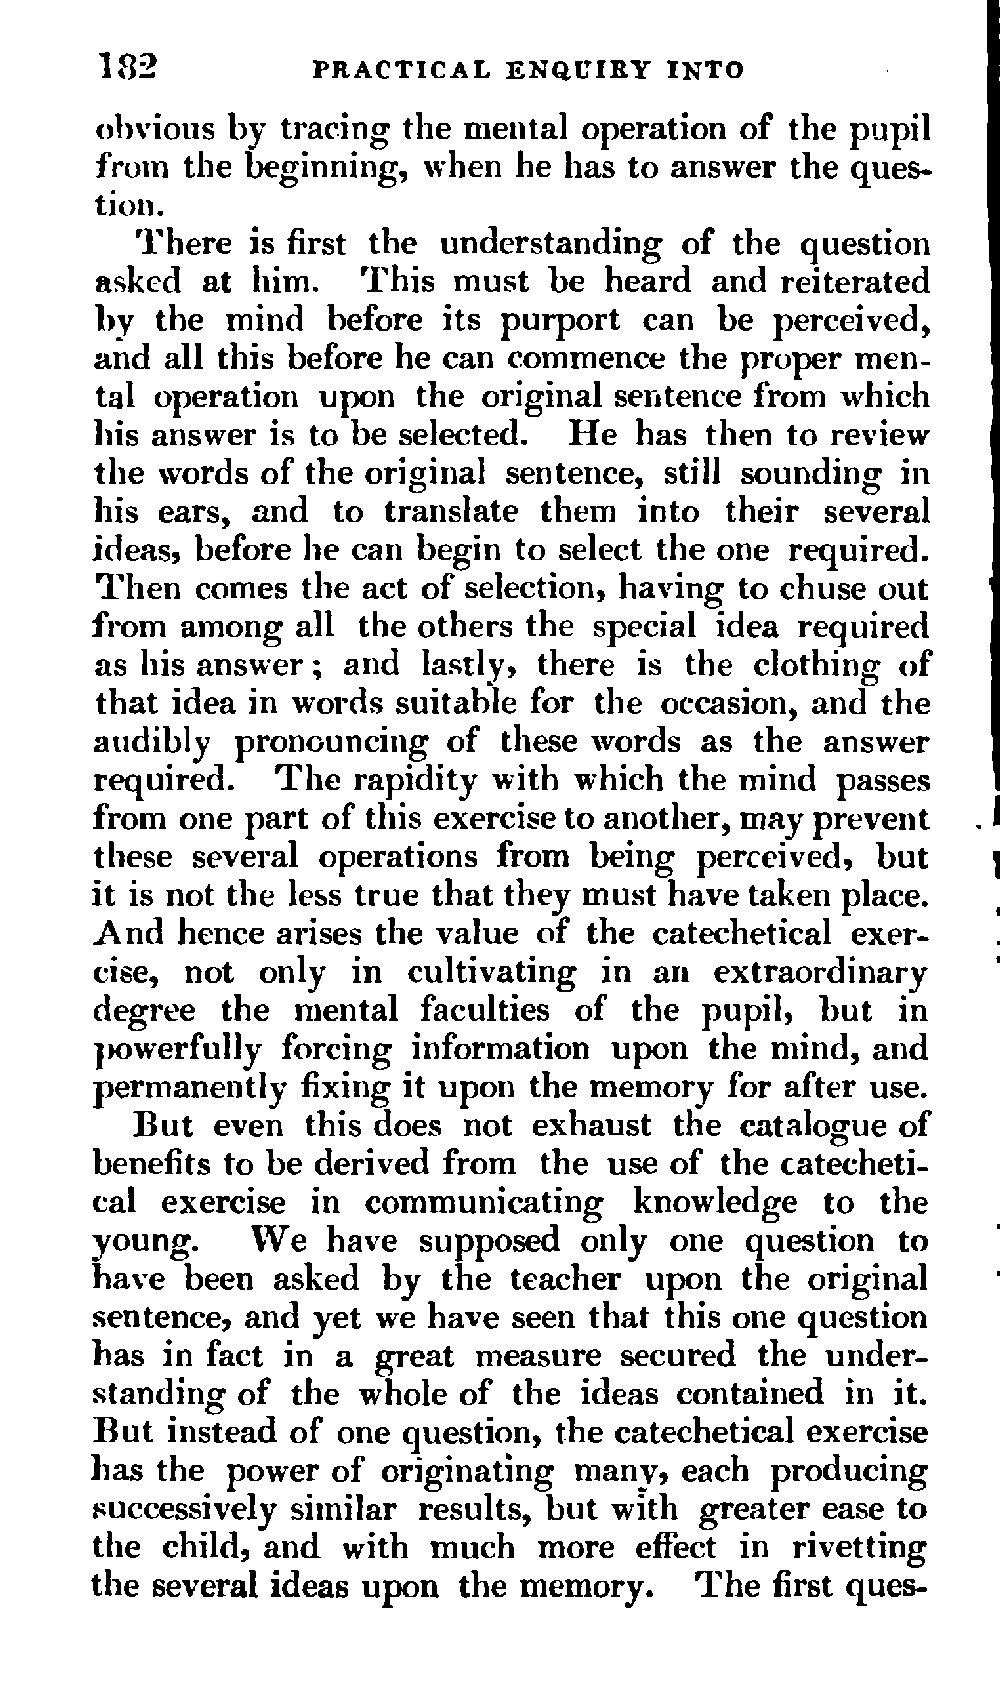 182 PRACTICAL ENQUIRY INTO
obvious by tracing the mental operation of the pupil
from the beginning, when he has to answer the ques-
tion.
There is first the understanding of the question
asked at him. This must be heard and reiterated
by the mind before its purport can be perceived,
and all this before he can commence the proper men-
tal operation upon the original sentence from which
his answer is to be selected. He has then to review
the words of the original sentence, still sounding in
his ears, and to translate them into their several
ideas, before he can begin to select the one required.
Then comes the act of selection, having to chuse out
from among all the others the special idea required
as his answer; and lastly, there is the clothing of
that idea in words suitable for the occasion, and the
audibly pronouncing of these words as the answer
required. The rapidity with which the mind passes
from one part of this exercise to another, may prevent
these several operations from being perceived, but
it is not the less true that they must have taken place.
And hence arises the value of the catechetical exer-
cise, not only in cultivating in an extraordinary
degree the mental faculties of the pupil, but in
powerfully forcing information upon the mind, and
permanently fixing it upon the memory for after use.
But even this does not exhaust the catalogue of
benefits to be derived from the use of the catecheti-
cal exercise in communicating knowledge to the
young. We have supposed only one question to
have been asked by the teacher upon the original
sentence, and yet we have seen that this one question
has in fact in a great measure secured the under-
standing of the whole of the ideas contained in it.
But instead of one question, the catechetical exercise
has the power of originating many, each producing
successively similar results, but with greater ease to
the child, and with much more effect in rivetting
the several ideas upon the memory. The first ques-